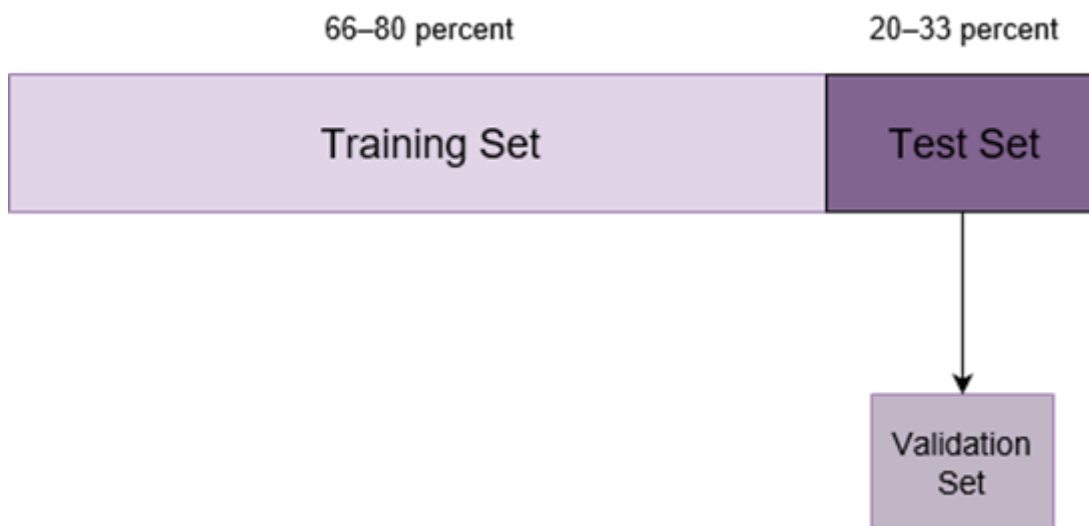 66–80 percent
20–33 percent
Training Set
Test Set
Validation
Set